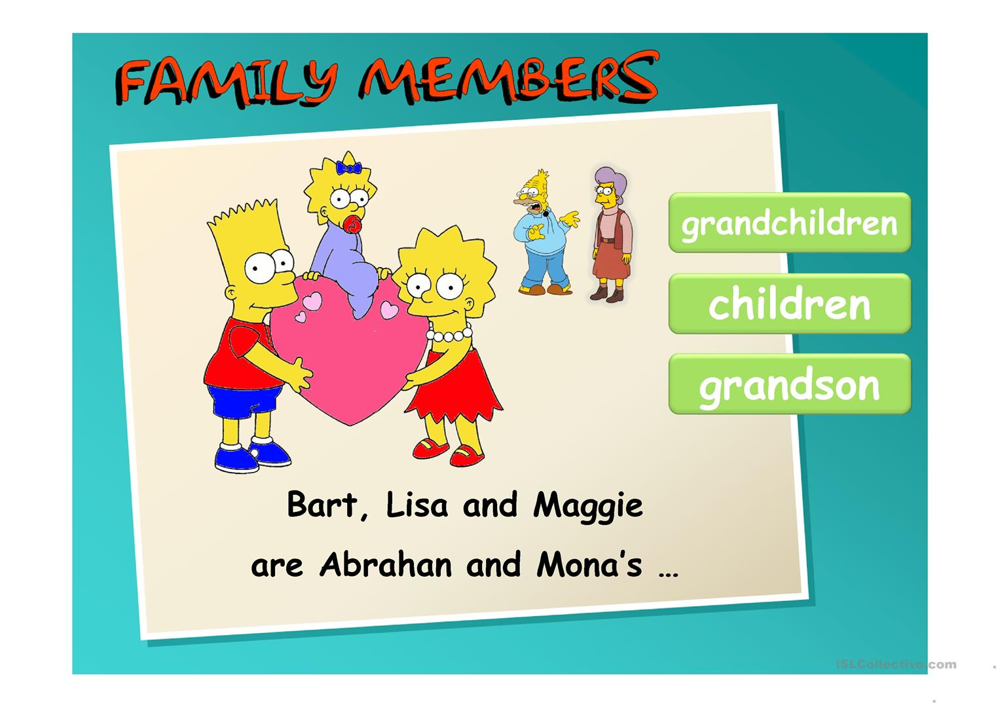 FAMILY MEMBERS
grandchildren
children
grandson
Bart, Lisa and Maggie
are Abrahan and Mona's ...
iSLCollective.com